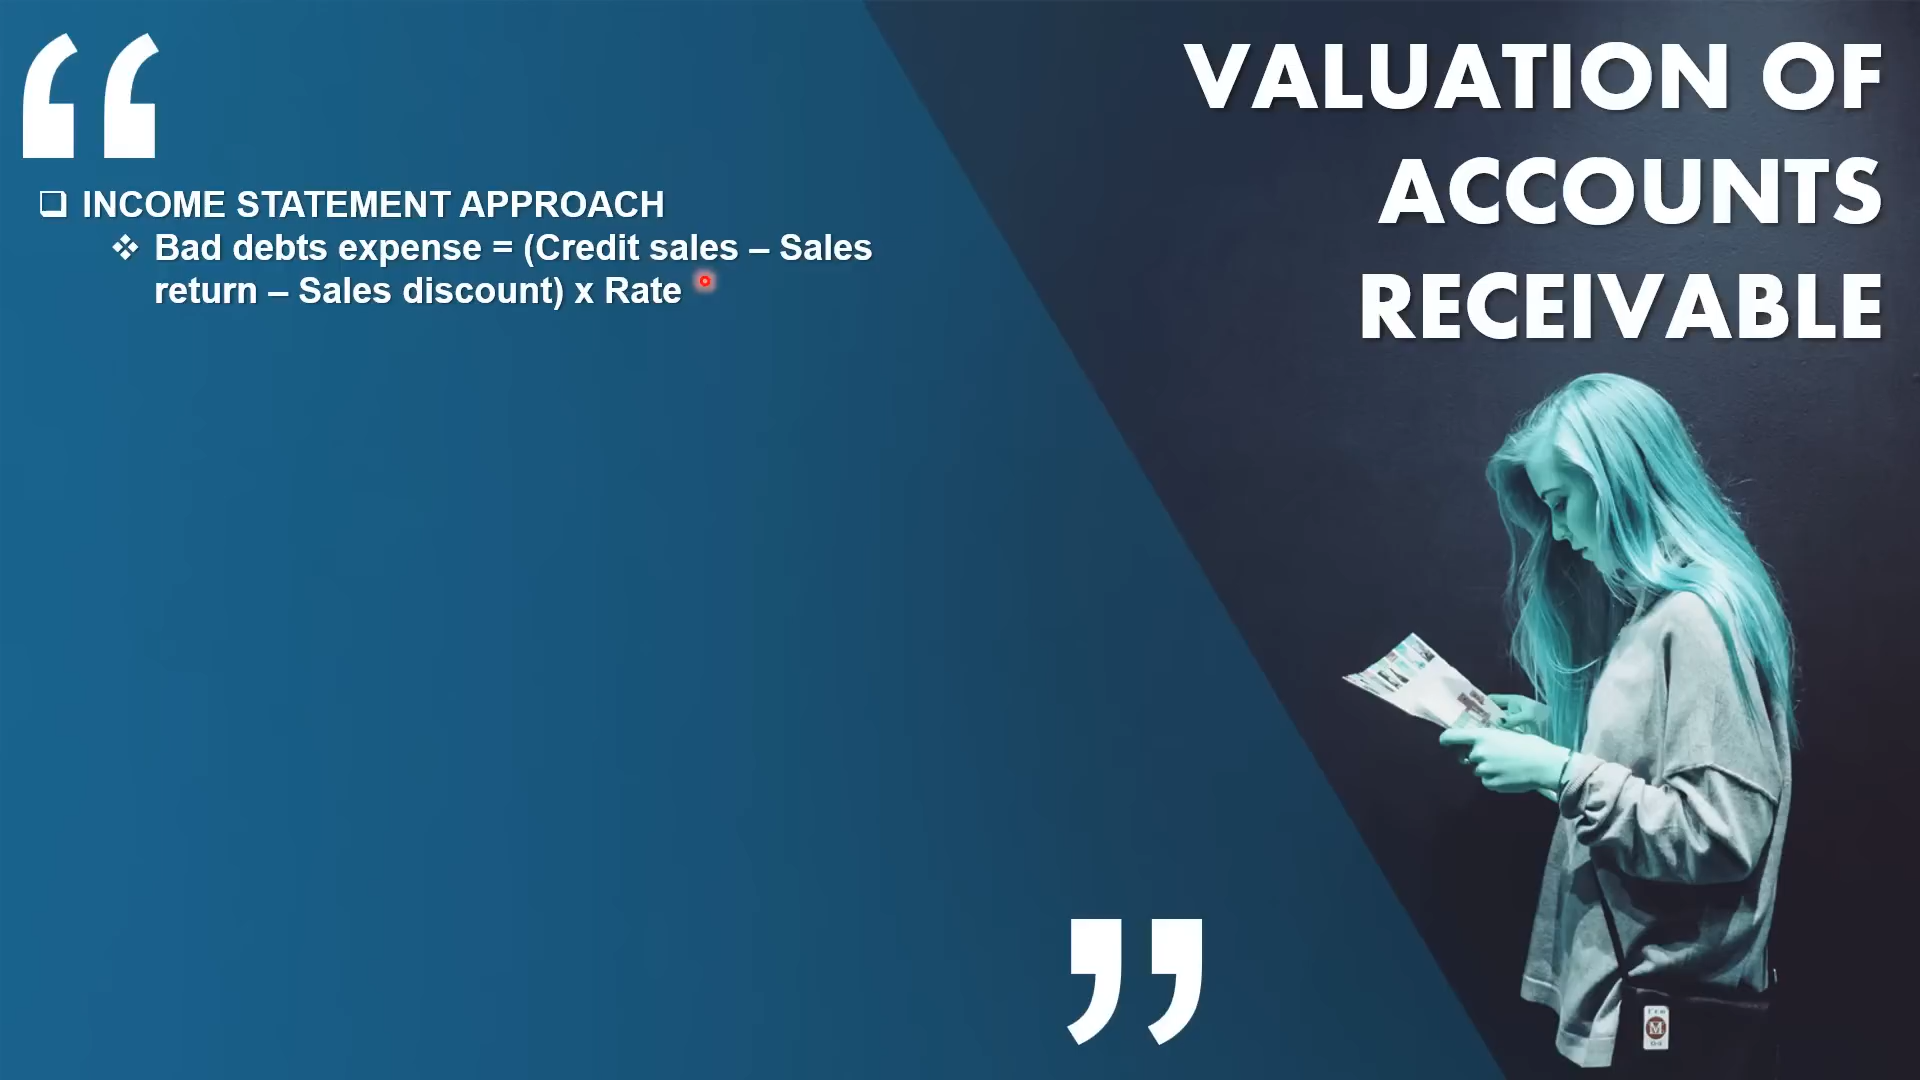 VALUATION OF
ACCOUNTS
RECEIVABLE
INCOME STATEMENT APPROACH
Bad debts expense = (Credit sales – Sales
return – Sales discount) x Rate
M